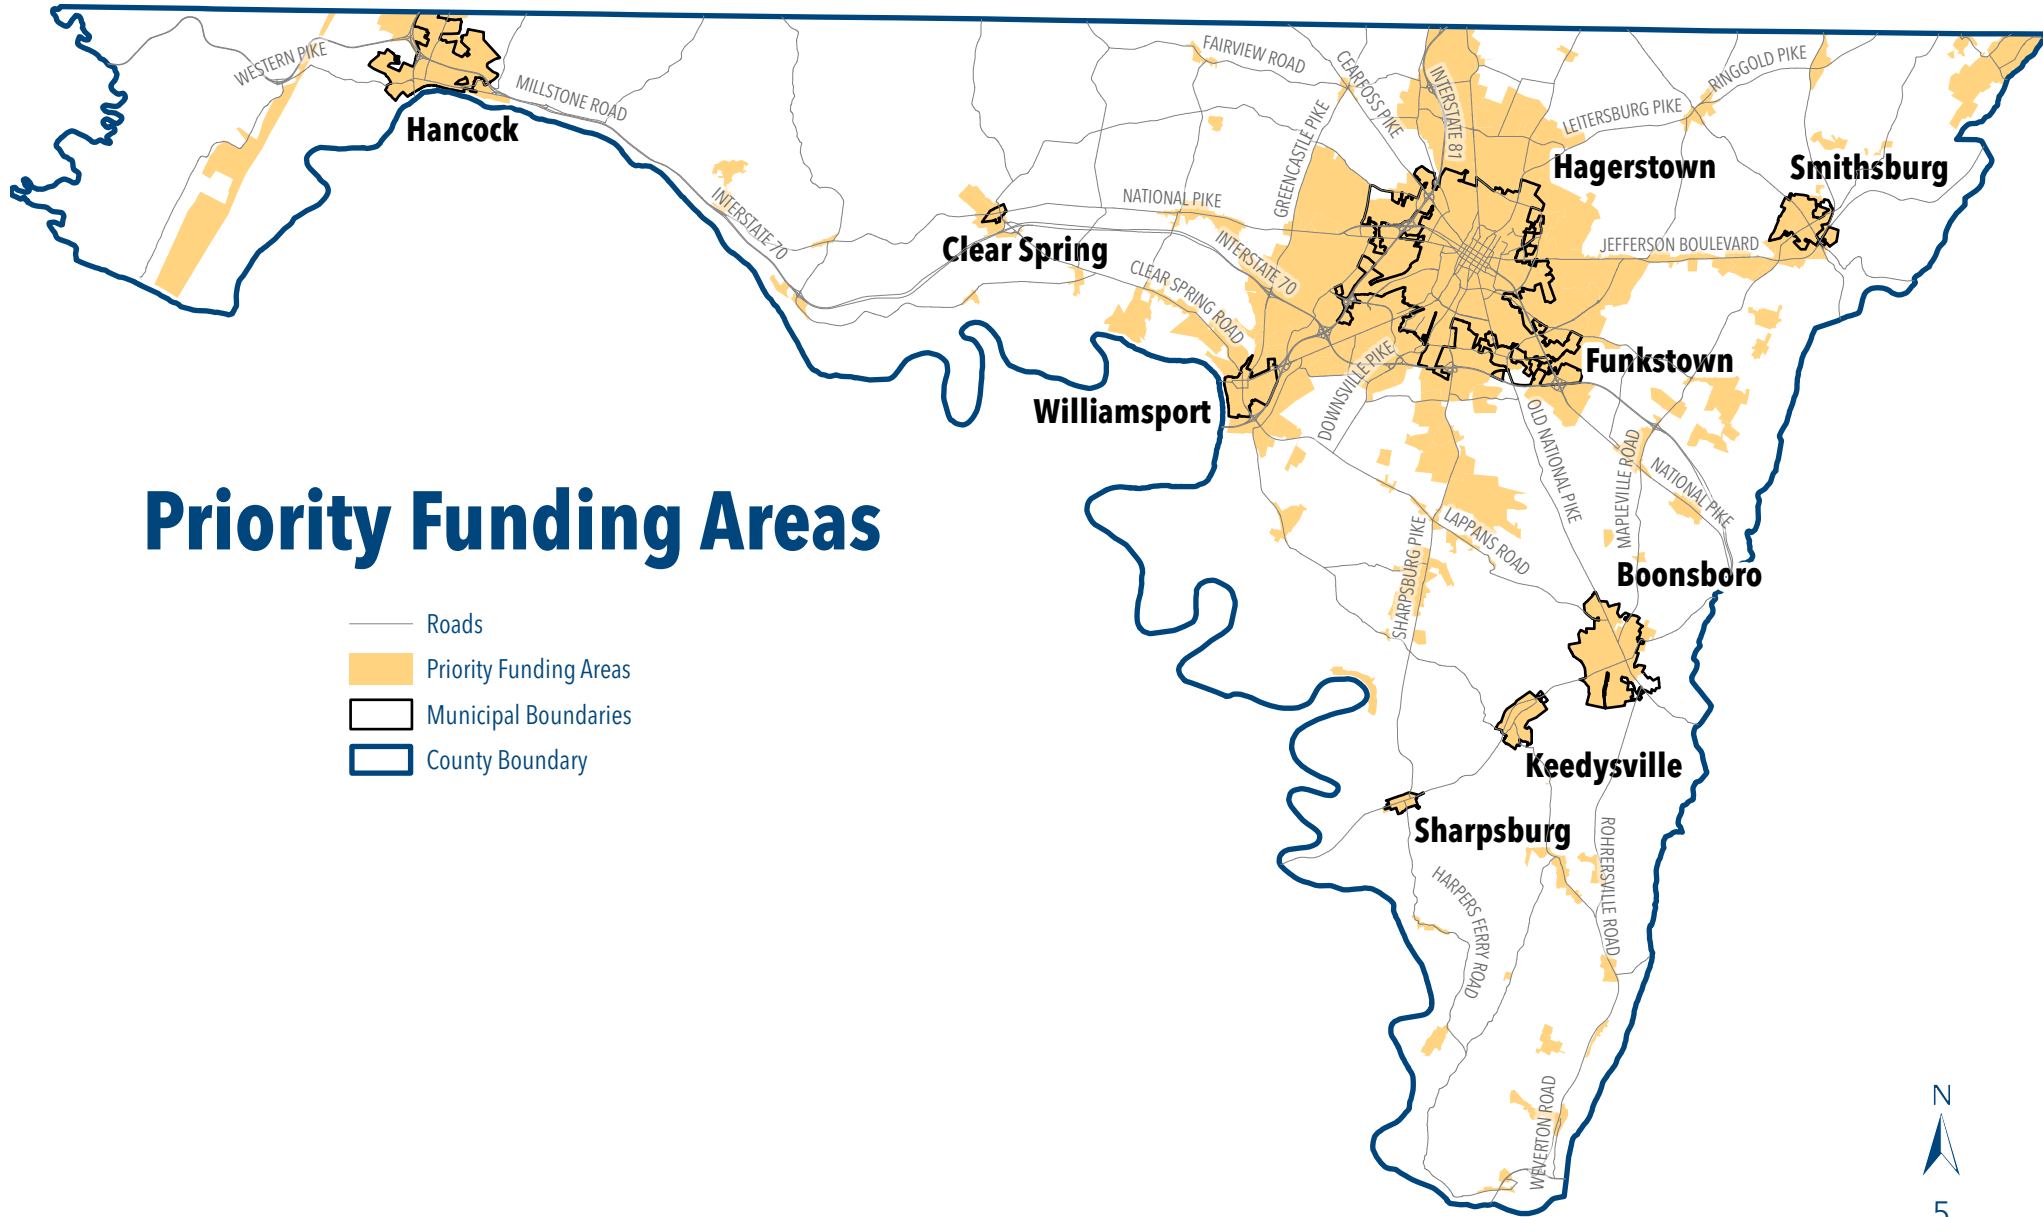 WESTERN PIKE
MILLSTONE ROAD
Hancock
FAIRVIEW ROAD
CEARFOSS PIKE
INTERSTATE 81
RINGGOLD PIKE
LEITERSBURG PIKE
GREENCASTLE PIKE
Hagerstown
Smithsburg
INTERSTATE 70
NATIONAL PIKE
Clear Spring
JEFFERSON BOULEVARD
INTERSTATE 70
CLEAR SPRING ROAD
Funkstown
DOWNSVILLE PIKE
Williamsport
OLD NATIONAL PIKE
MAPLEVILLE ROAD
NATIONAL PIKE
Priority Funding Areas
LAPPANS ROAD
SHARPSBURG PIKE
Boonsboro
Roads
Priority Funding Areas
Municipal Boundaries
County Boundary
Keedysville
Sharpsburg
ROHRERSVILLE ROAD
HARPERS FERRY ROAD
WEVERTON ROAD
N
5